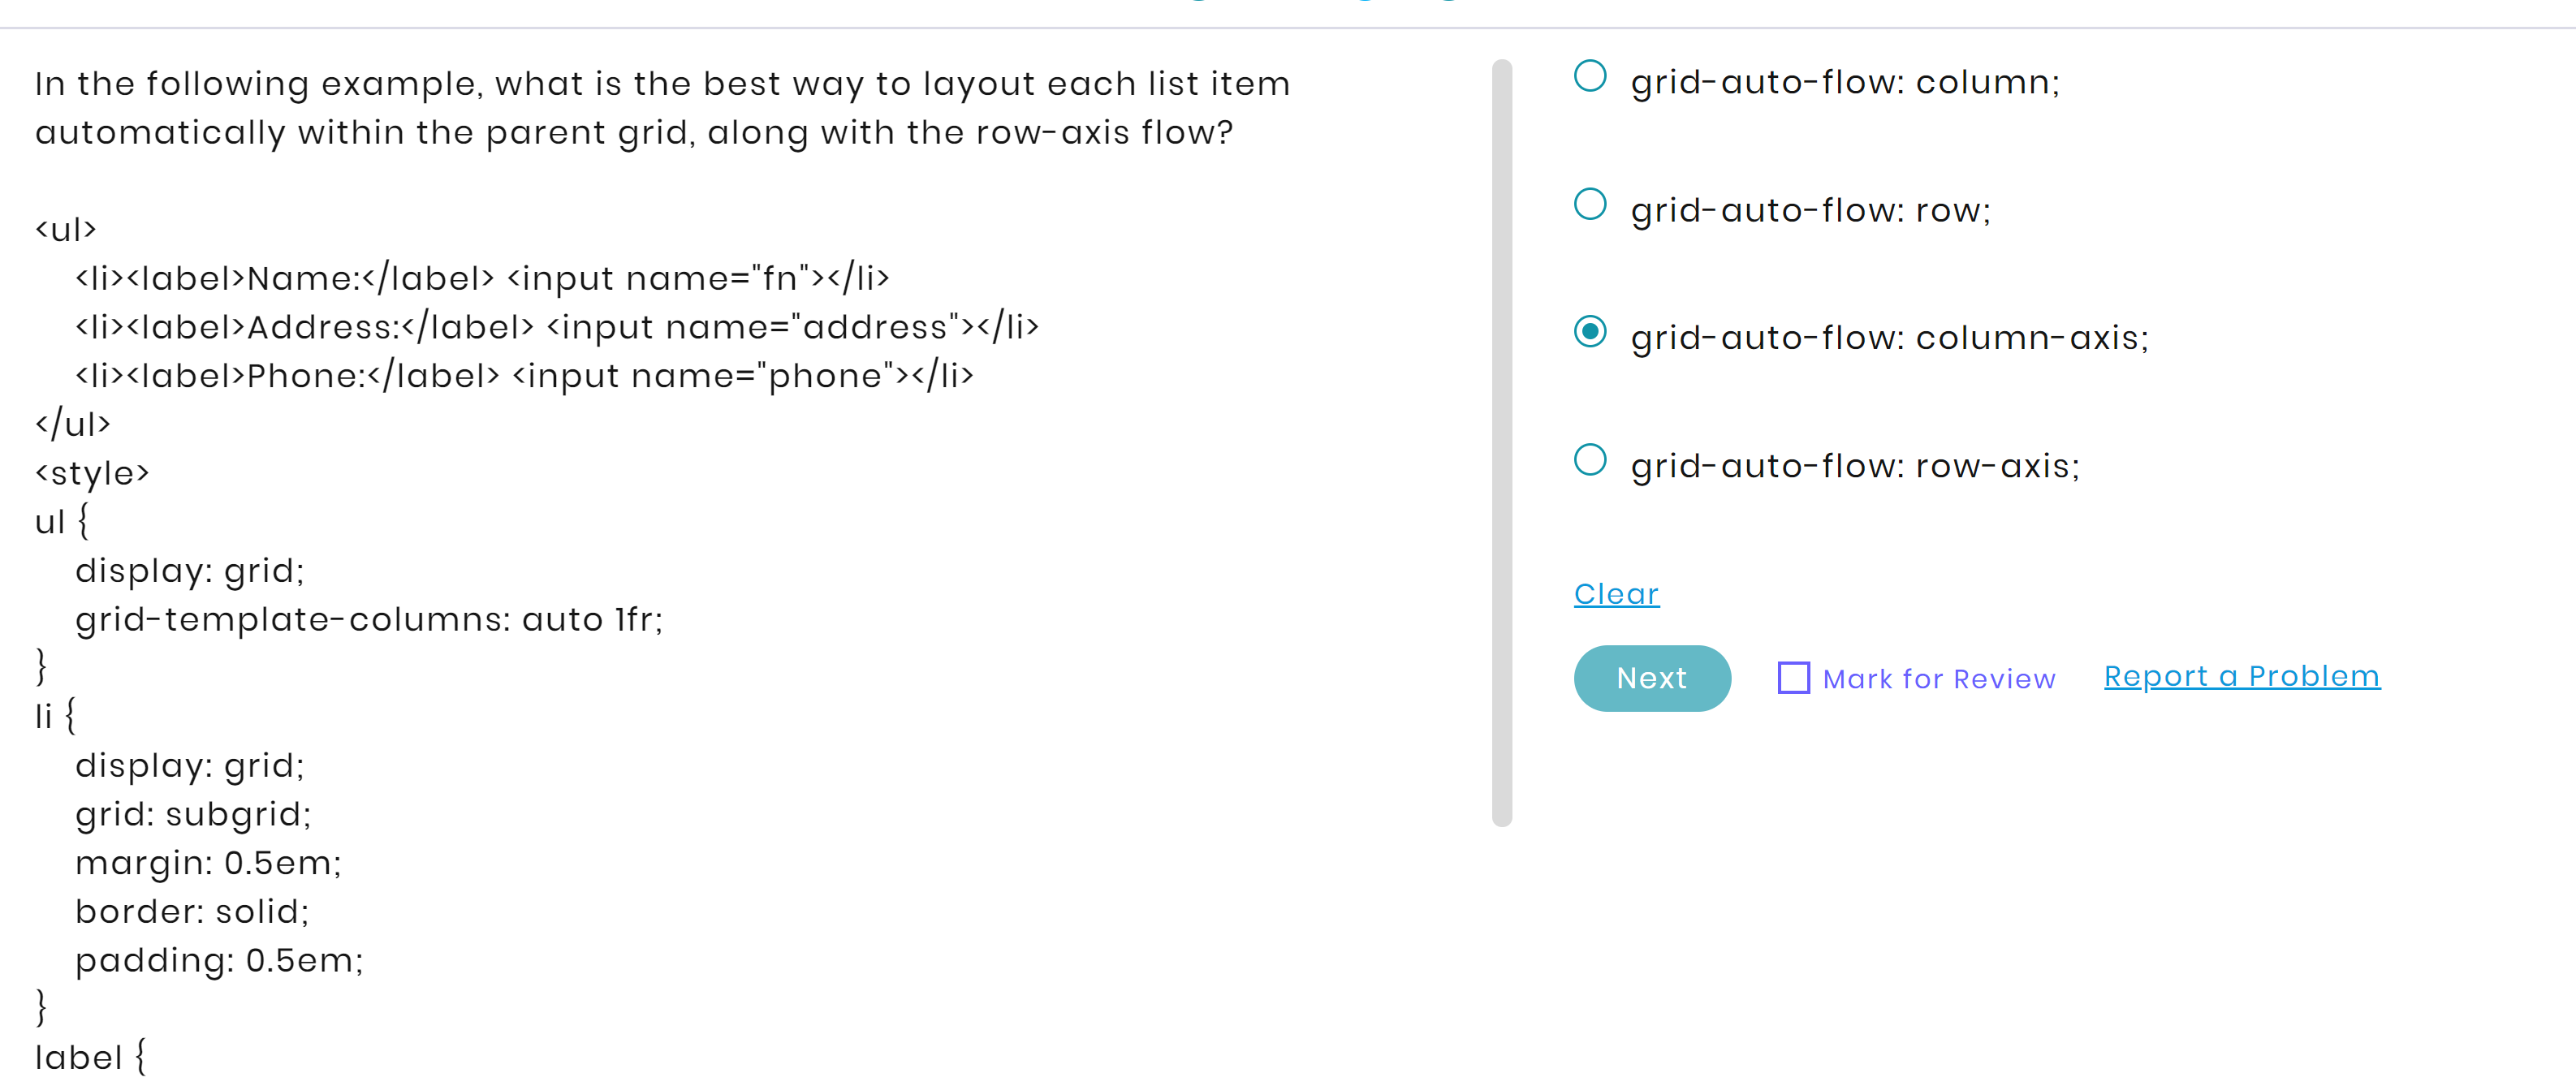 In the following example, what is the best way to layout each list item
automatically within the parent grid, along with the row-axis flow?
<ul>
<li><label>Name:</label> <input name="fn"></li>
<li><label>Address:</label> <input name="address"></li>
<li><label>Phone:</label> <input name="phone"></li>
</ul>
<style>
ul {
display: grid;
grid-template-columns: auto 1fr;
}
li {
display: grid;
grid: subgrid;
margin: 0.5em;
border: solid;
padding: 0.5em;
}
label {
grid-auto-flow: column;
grid-auto-flow: row;
grid-auto-flow: column-axis;
grid-auto-flow: row-axis;
Clear
Next
Mark for Review
Report a Problem